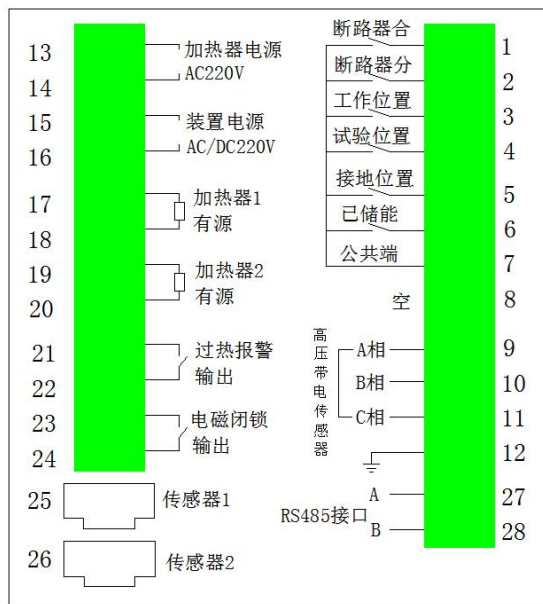 13
加热器电源
AC220V
14
15
装置电源
AC/DC220V
16
17
加热器1
有源
18
19
加热器2
有源
20
21
过热报警
输出
22
23
电磁闭锁
输出
24
25
传感器1
26
传感器2
断路器合
1
断路器分
2
工作位置
3
试验位置
4
接地位置
5
已储能
6
公共端
7
空
8
高压带电传感器
A相
9
B相
10
C相
11
12
RS485接口
A
27
B
28